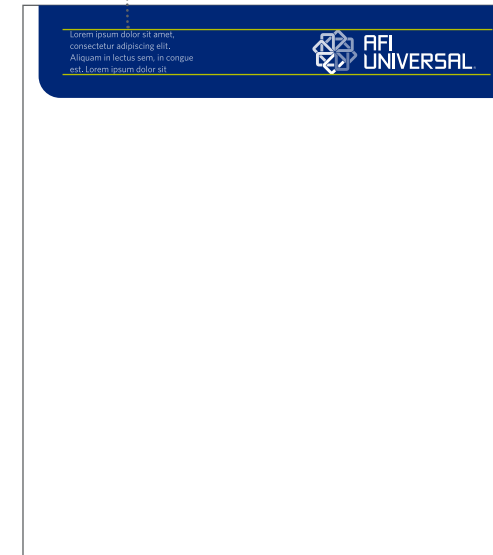 Lorem ipsum dolor sit amet,
consectetur adipiscing elit.
Aliquam in lectus sem, in congue
est. Lorem ipsum dolor sit
AFI
UNIVERSAL